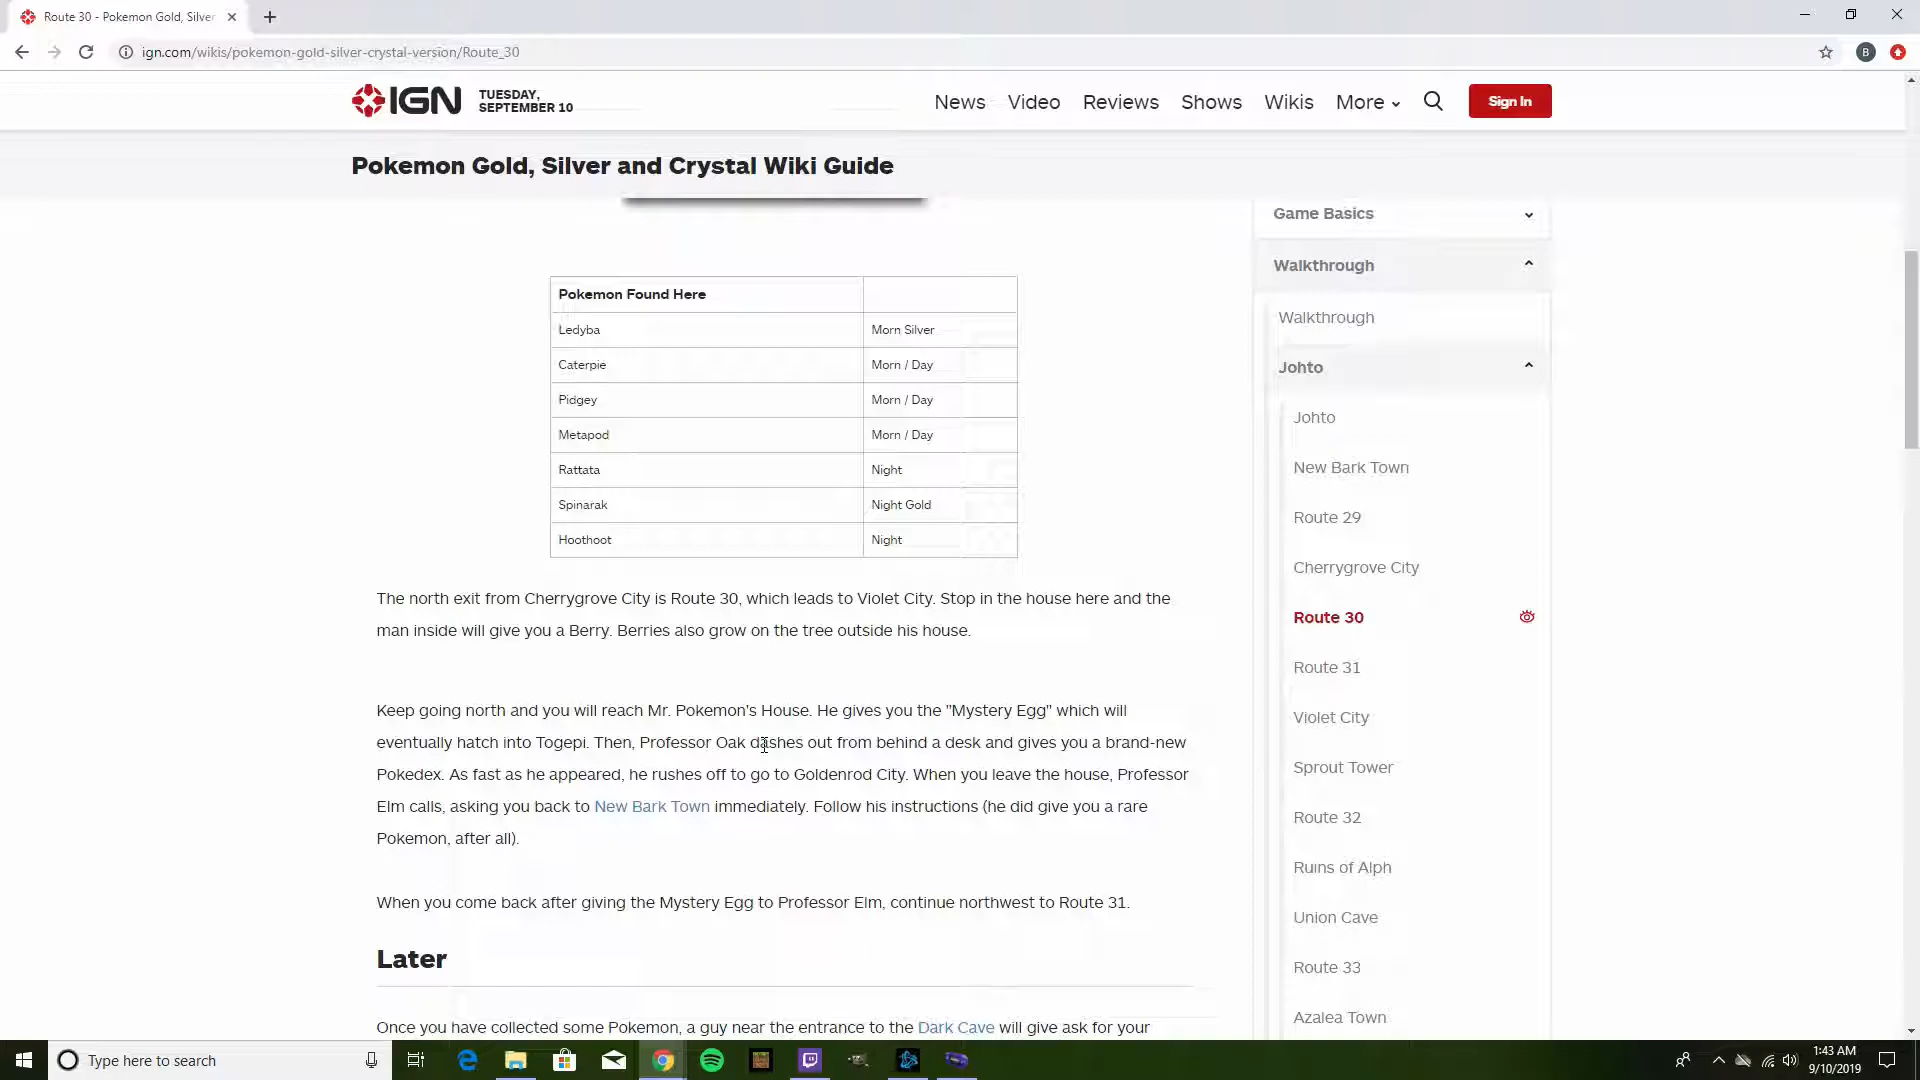 Route 30 - Pokemon Gold, Silver
ign.com/wikis/pokemon-gold-silver-crystal-version/Route_30
B
IGN
TUESDAY,
SEPTEMBER 10
News Video Reviews Shows Wikis More
Sign In
Pokemon Gold, Silver and Crystal Wiki Guide
Pokemon Found Here
Ledyba Morn Silver
Caterpie Morn / Day
Pidgey Morn / Day
Metapod Morn / Day
Rattata Night
Spinarak Night Gold
Hoothoot Night
The north exit from Cherrygrove City is Route 30, which leads to Violet City. Stop in the house here and the
man inside will give you a Berry. Berries also grow on the tree outside his house.
Keep going north and you will reach Mr. Pokemon's House. He gives you the "Mystery Egg" which will
eventually hatch into Togepi. Then, Professor Oak dashes out from behind a desk and gives you a brand-new
Pokedex. As fast as he appeared, he rushes off to go to Goldenrod City. When you leave the house, Professor
Elm calls, asking you back to New Bark Town immediately. Follow his instructions (he did give you a rare
Pokemon, after all).
When you come back after giving the Mystery Egg to Professor Elm, continue northwest to Route 31.
Later
Once you have collected some Pokemon, a guy near the entrance to the Dark Cave will give ask for your
Game Basics
Walkthrough
Walkthrough
Johto
Johto
New Bark Town
Route 29
Cherrygrove City
Route 30
Route 31
Violet City
Sprout Tower
Route 32
Ruins of Alph
Union Cave
Route 33
Azalea Town
Type here to search
1:43 AM
9/10/2019